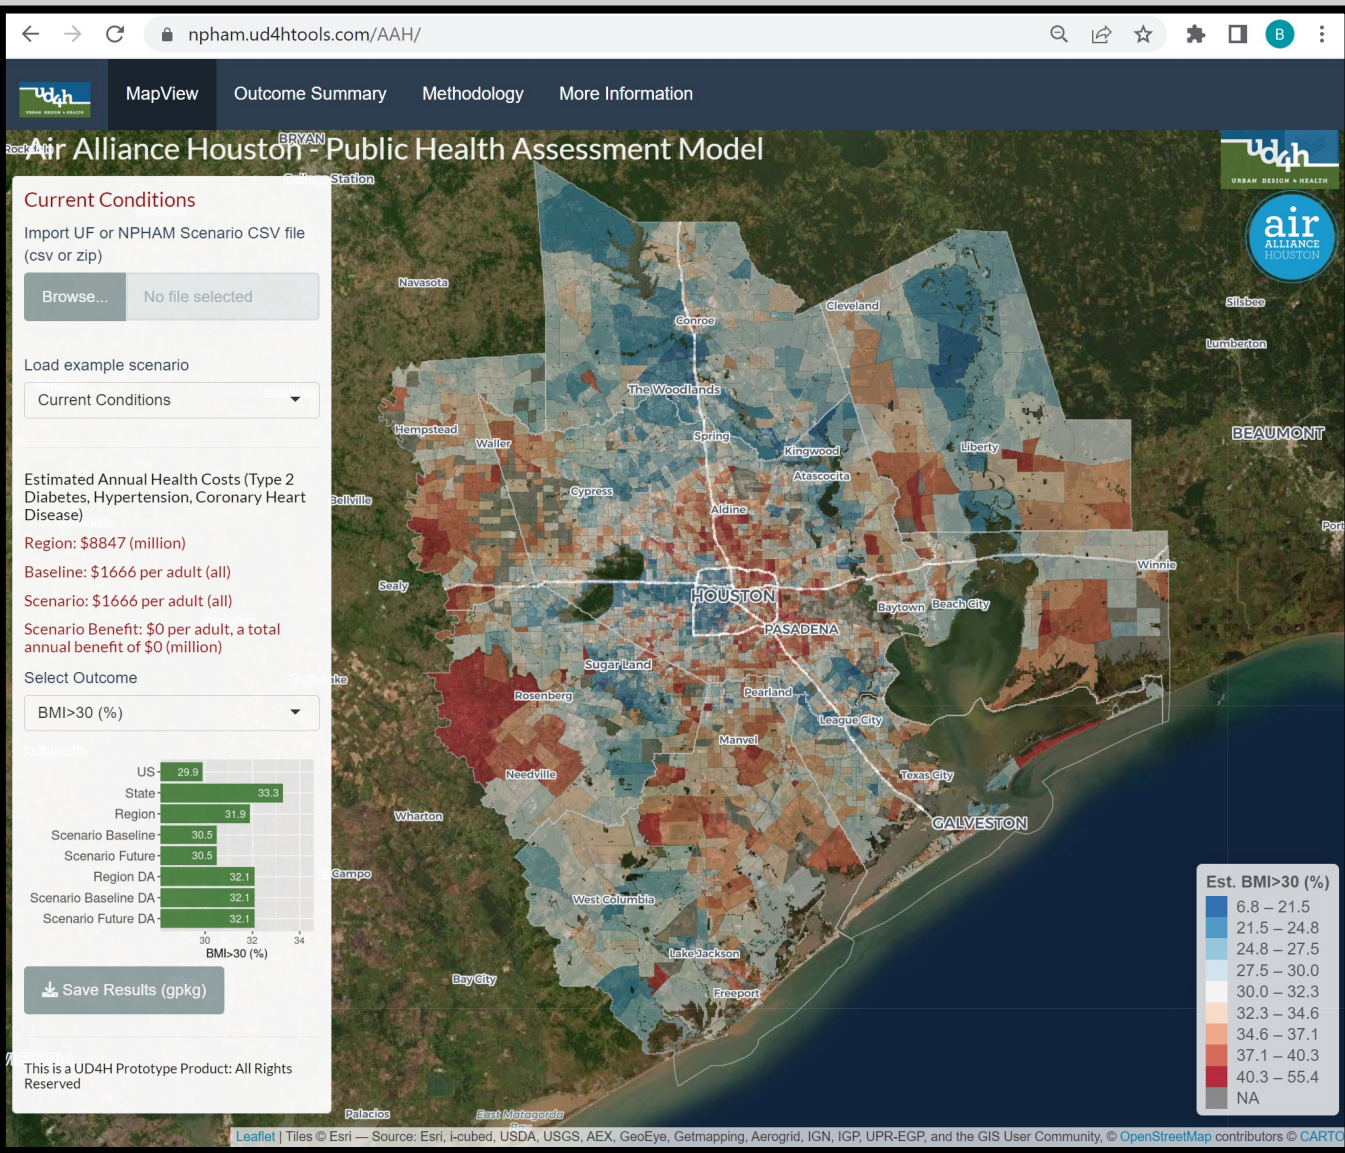 npham.ud4htools.com/AAH/
B
ud4h
URBAN DESIGN 4 HEALTH
MapView
Outcome Summary
Methodology
More Information
Air Alliance Houston - Public Health Assessment Model
BRYAN
Station
ud4h
URBAN DESIGN 4 HEALTH
air
ALLIANCE
HOUSTON
Current Conditions
Import UF or NPHAM Scenario CSV file
(csv or zip)
Browse...
No file selected
Load example scenario
Current Conditions
Estimated Annual Health Costs (Type 2
Diabetes, Hypertension, Coronary Heart
Disease)
Region: $8847 (million)
Baseline: $1666 per adult (all)
Scenario: $1666 per adult (all)
Scenario Benefit: $0 per adult, a total
annual benefit of $0 (million)
Select Outcome
BMI>30 (%)
US
29.9
State
33.3
Region
31.9
Scenario Baseline
30.5
Scenario Future
30.5
Region DA
32.1
Scenario Baseline DA
32.1
Scenario Future DA
32.1
30
32
34
BMI>30 (%)
Save Results (gpkg)
This is a UD4H Prototype Product: All Rights
Reserved
Navasota
Cleveland
Silsbee
Conroe
Lumberton
The Woodlands
Hempstead
Waller
Spring
Kingwood
Liberty
BEAUMONT
Atascocita
Bellville
Cypress
Aldine
Port
Winnie
Sealy
HOUSTON
Baytown
Beach City
PASADENA
Sugar Land
ake
Rosenberg
Pearland
League City
Manvel
Needville
Texas City
Wharton
GALVESTON
Campo
West Columbia
Lake Jackson
Bay City
Freeport
Palacios
East Matagorda
Bay
Est. BMI>30 (%)
6.8 – 21.5
21.5 – 24.8
24.8 – 27.5
27.5 – 30.0
30.0 – 32.3
32.3 – 34.6
34.6 – 37.1
37.1 – 40.3
40.3 – 55.4
NA
Leaflet | Tiles © Esri — Source: Esri, i-cubed, USDA, USGS, AEX, GeoEye, Getmapping, Aerogrid, IGN, IGP, UPR-EGP, and the GIS User Community, © OpenStreetMap contributors © CARTO